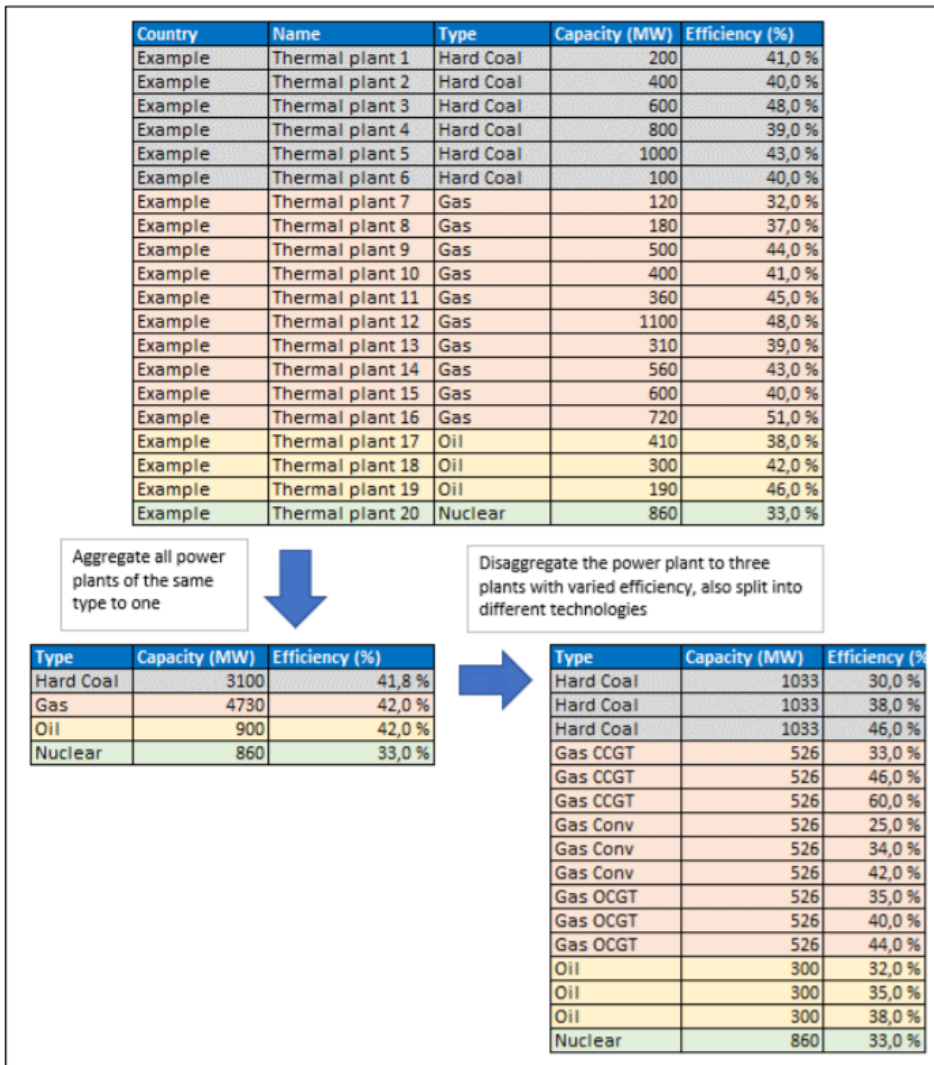 Country Name Type Capacity (MW) Efficiency (%)
Example Thermal plant 1 Hard Coal 200 41,0 %
Example Thermal plant 2 Hard Coal 400 40,0 %
Example Thermal plant 3 Hard Coal 600 48,0 %
Example Thermal plant 4 Hard Coal 800 39,0 %
Example Thermal plant 5 Hard Coal 1000 43,0 %
Example Thermal plant 6 Hard Coal 100 40,0 %
Example Thermal plant 7 Gas 120 32,0 %
Example Thermal plant 8 Gas 180 37,0 %
Example Thermal plant 9 Gas 500 44,0 %
Example Thermal plant 10 Gas 400 41,0 %
Example Thermal plant 11 Gas 360 45,0 %
Example Thermal plant 12 Gas 1100 48,0 %
Example Thermal plant 13 Gas 310 39,0 %
Example Thermal plant 14 Gas 560 43,0 %
Example Thermal plant 15 Gas 600 40,0 %
Example Thermal plant 16 Gas 720 51,0 %
Example Thermal plant 17 Oil 410 38,0 %
Example Thermal plant 18 Oil 300 42,0 %
Example Thermal plant 19 Oil 190 46,0 %
Example Thermal plant 20 Nuclear 860 33,0 %
Aggregate all power
plants of the same
type to one
Disaggregate the power plant to three
plants with varied efficiency, also split into
different technologies
Type Capacity (MW) Efficiency (%)
Hard Coal 3100 41,8 %
Gas 4730 42,0 %
Oil 900 42,0 %
Nuclear 860 33,0 %
Type Capacity (MW) Efficiency (%
Hard Coal 1033 30,0 %
Hard Coal 1033 38,0 %
Hard Coal 1033 46,0 %
Gas CCGT 526 33,0 %
Gas CCGT 526 46,0 %
Gas CCGT 526 60,0 %
Gas Conv 526 25,0 %
Gas Conv 526 34,0 %
Gas Conv 526 42,0 %
Gas OCGT 526 35,0 %
Gas OCGT 526 40,0 %
Gas OCGT 526 44,0 %
Oil 300 32,0 %
Oil 300 35,0 %
Oil 300 38,0 %
Nuclear 860 33,0 %